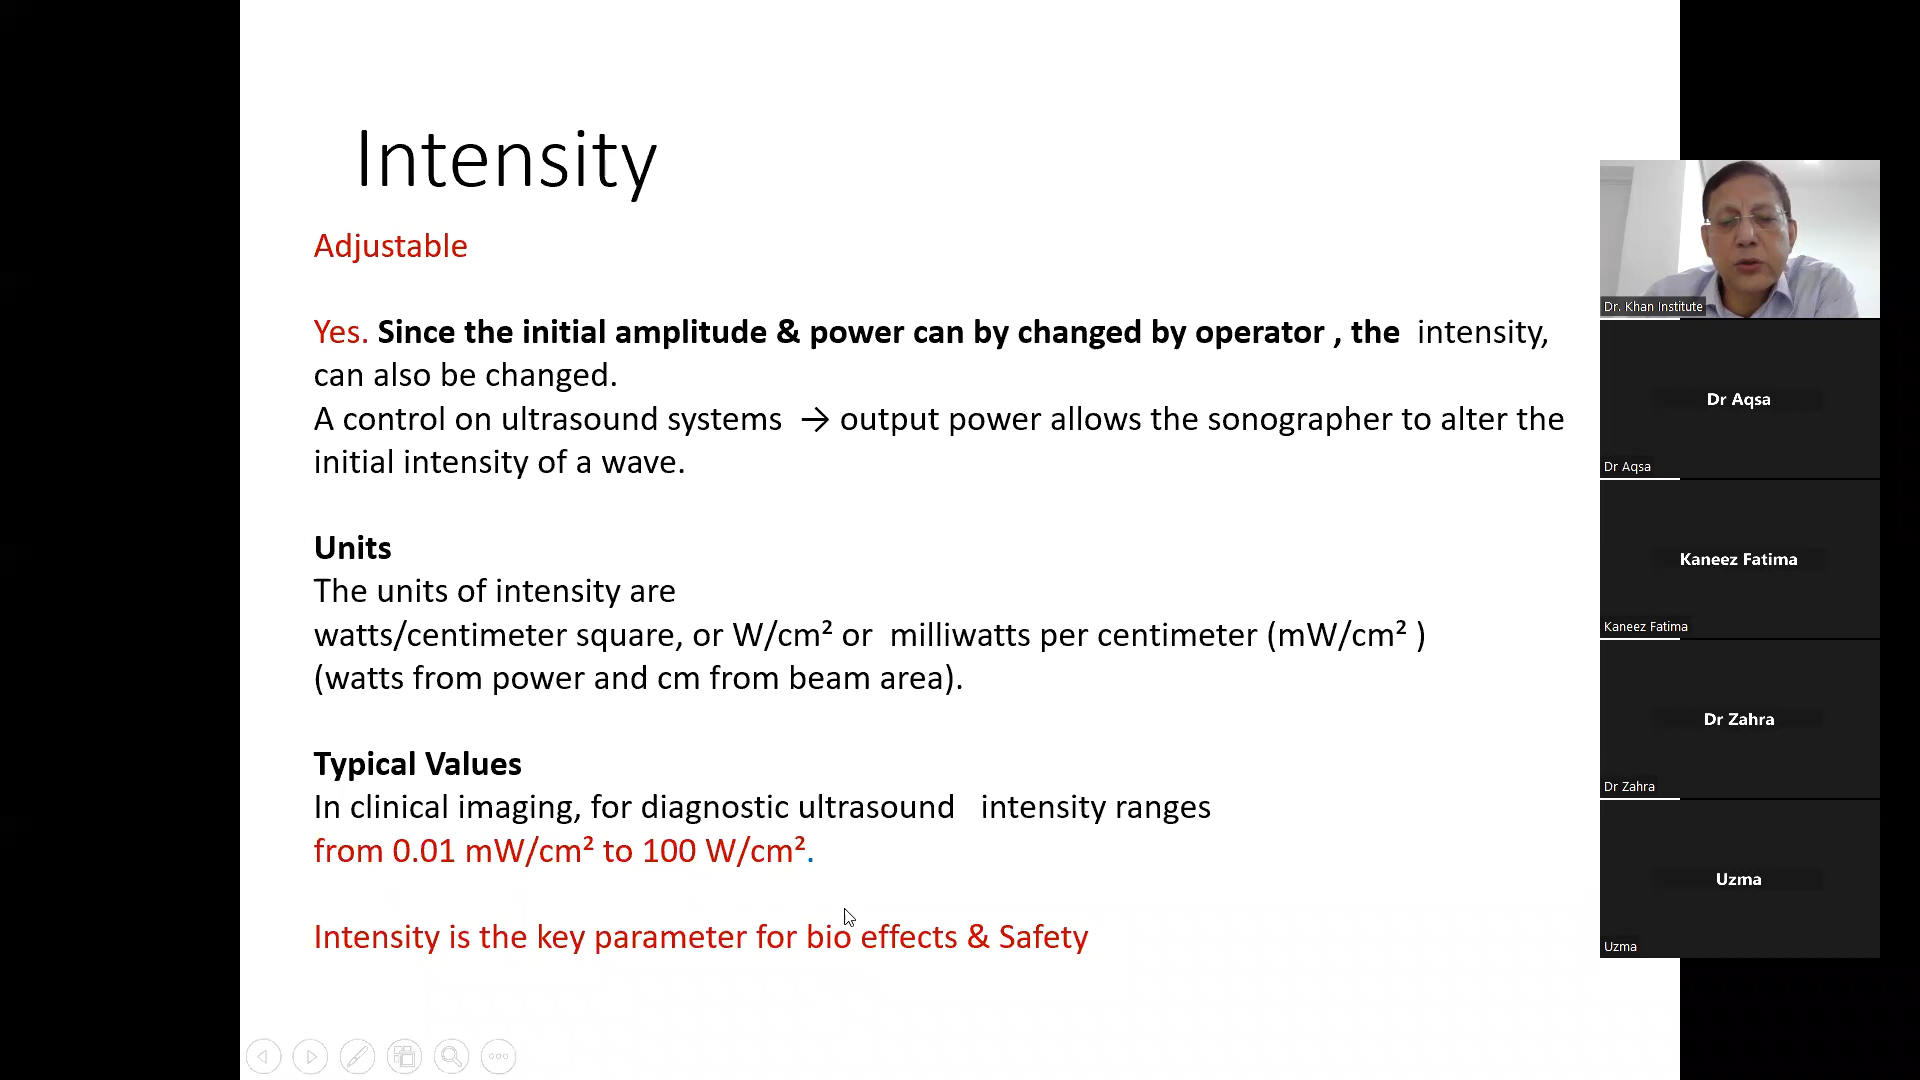 Intensity
Adjustable
Yes. Since the initial amplitude & power can by changed by operator , the intensity,
can also be changed.
A control on ultrasound systems → output power allows the sonographer to alter the
initial intensity of a wave.
Units
The units of intensity are
watts/centimeter square, or W/cm² or milliwatts per centimeter (mW/cm² )
(watts from power and cm from beam area).
Typical Values
In clinical imaging, for diagnostic ultrasound intensity ranges
from 0.01 mW/cm² to 100 W/cm².
Intensity is the key parameter for bio effects & Safety
Dr. Khan Institute
Dr Aqsa
Dr Aqsa
Kaneez Fatima
Kaneez Fatima
Dr Zahra
Dr Zahra
Uzma
Uzma